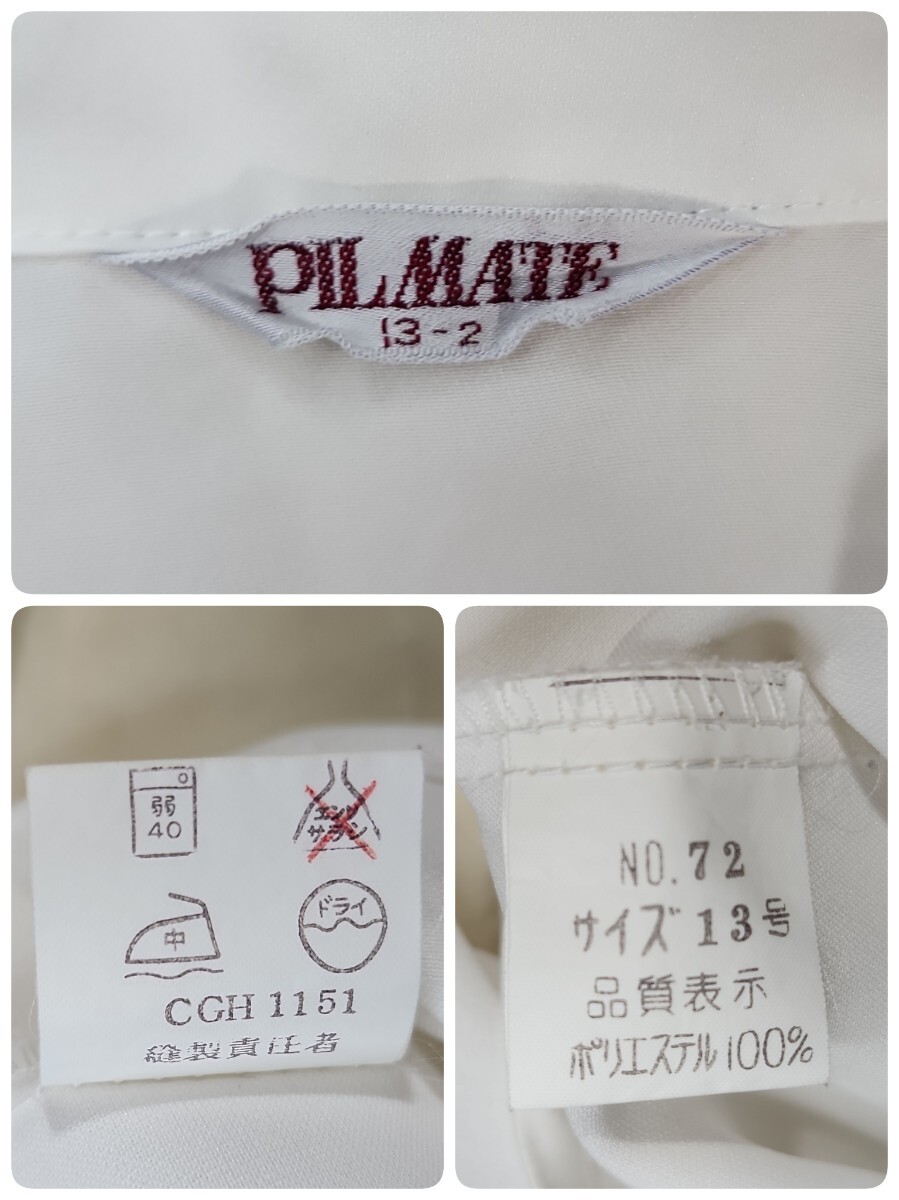 PILMATE
13-2
弱
40
エンソ
サラシ
中
ドライ
CGH 1151
縫製責任者
NO. 72
サイズ 13号
品質表示
ポリエステル100%